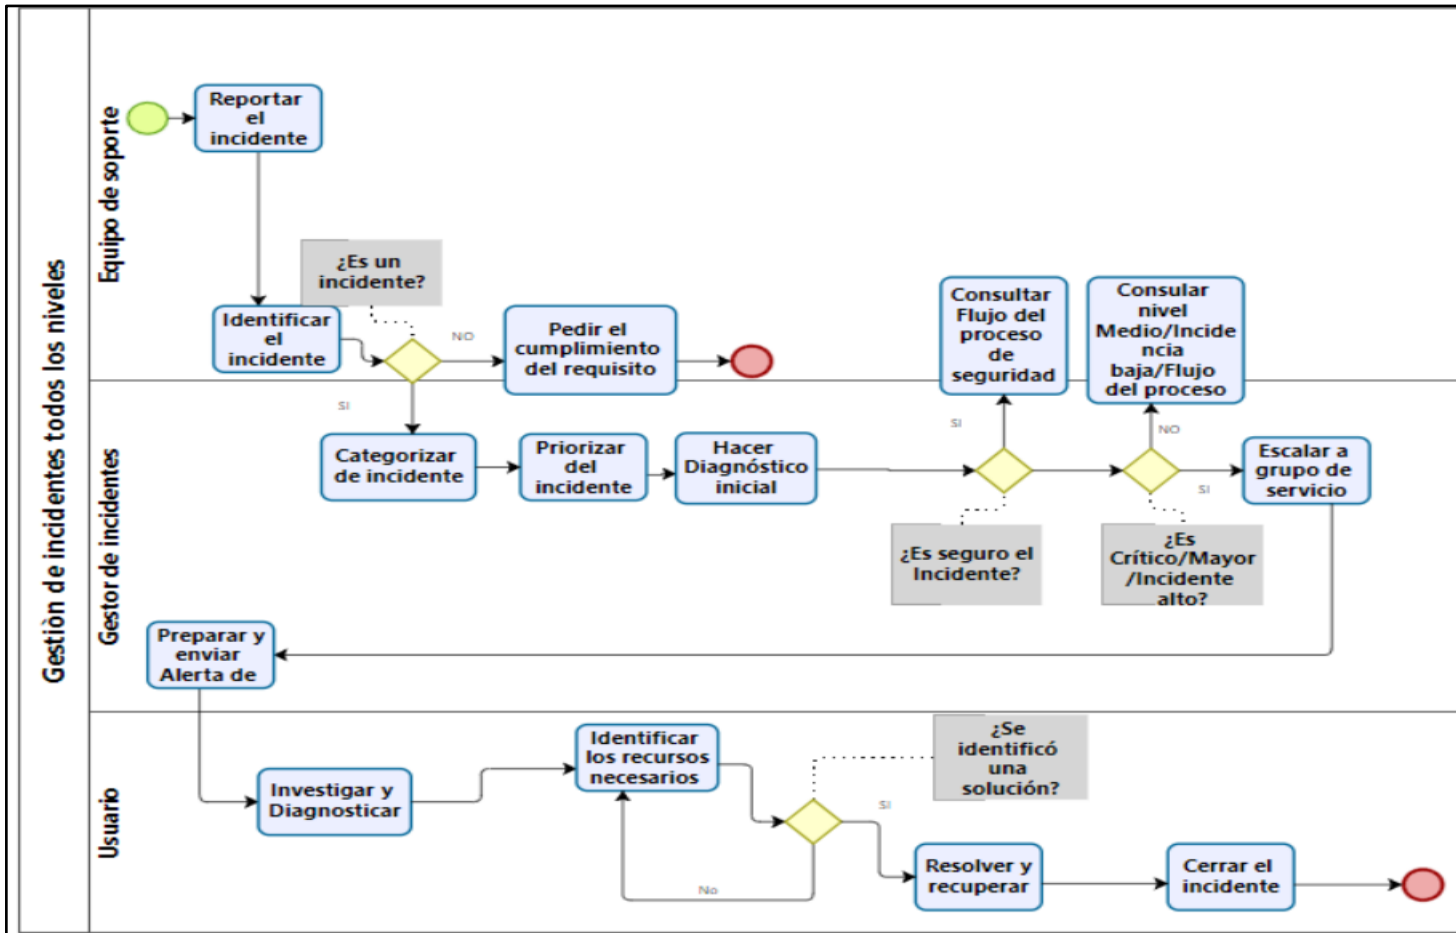 Gestiòn de incidentes todos los niveles
Equipo de soporte
Reportar
el
incidente
¿Es un
incidente?
Identificar
el
incidente
NO
Pedir el
cumplimiento
del requisito
Consultar
Flujo del
proceso
de
seguridad
Consular
nivel
Medio/Incide
ncia
baja/Flujo
del proceso
Gestor de incidentes
SI
Categorizar
de incidente
Priorizar
del
incidente
Hacer
Diagnóstico
inicial
SI
NO
SI
Escalar a
grupo de
servicio
¿Es seguro el
Incidente?
¿Es
Crítico/Mayor
/Incidente
alto?
Preparar y
enviar
Alerta de
Usuario
Investigar y
Diagnosticar
Identificar
los recursos
necesarios
¿Se
identificó
una
solución?
SI
No
Resolver y
recuperar
Cerrar el
incidente